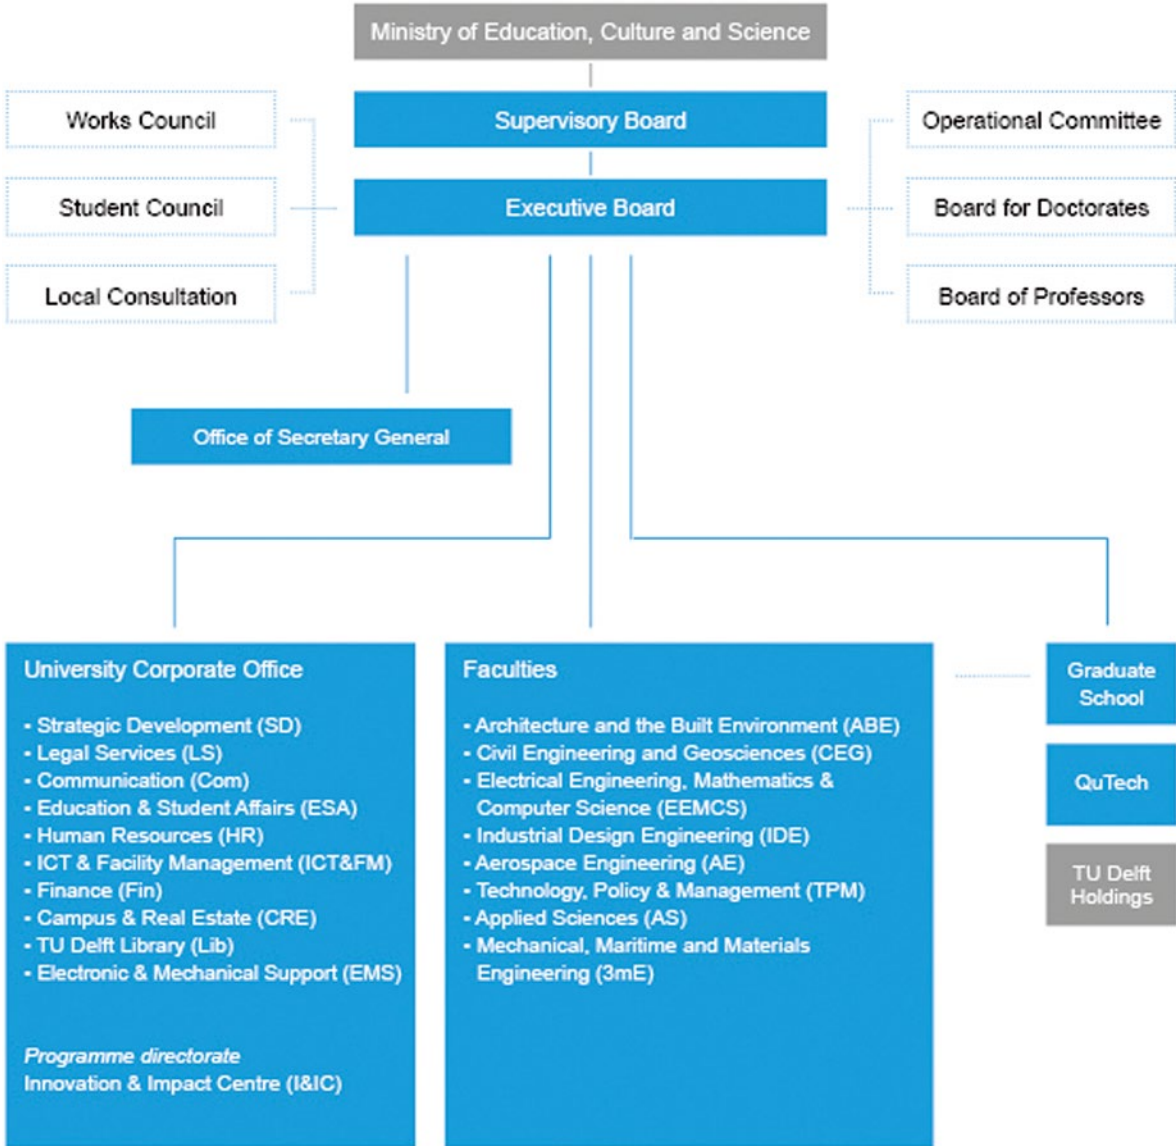 Ministry of Education, Culture and Science
Works Council
Supervisory Board
Operational Committee
Student Council
Executive Board
Board for Doctorates
Local Consultation
Board of Professors
Office of Secretary General
University Corporate Office
- Strategic Development (SD)
- Legal Services (LS)
- Communication (Com)
- Education & Student Affairs (ESA)
- Human Resources (HR)
- ICT & Facility Management (ICT&FM)
- Finance (Fin)
- Campus & Real Estate (CRE)
- TU Delft Library (Lib)
- Electronic & Mechanical Support (EMS)
Programme directorate
Innovation & Impact Centre (I&IC)
Faculties
- Architecture and the Built Environment (ABE)
- Civil Engineering and Geosciences (CEG)
- Electrical Engineering, Mathematics &
Computer Science (EEMCS)
- Industrial Design Engineering (IDE)
- Aerospace Engineering (AE)
- Technology, Policy & Management (TPM)
- Applied Sciences (AS)
- Mechanical, Maritime and Materials
Engineering (3mE)
Graduate
School
QuTech
TU Delft
Holdings